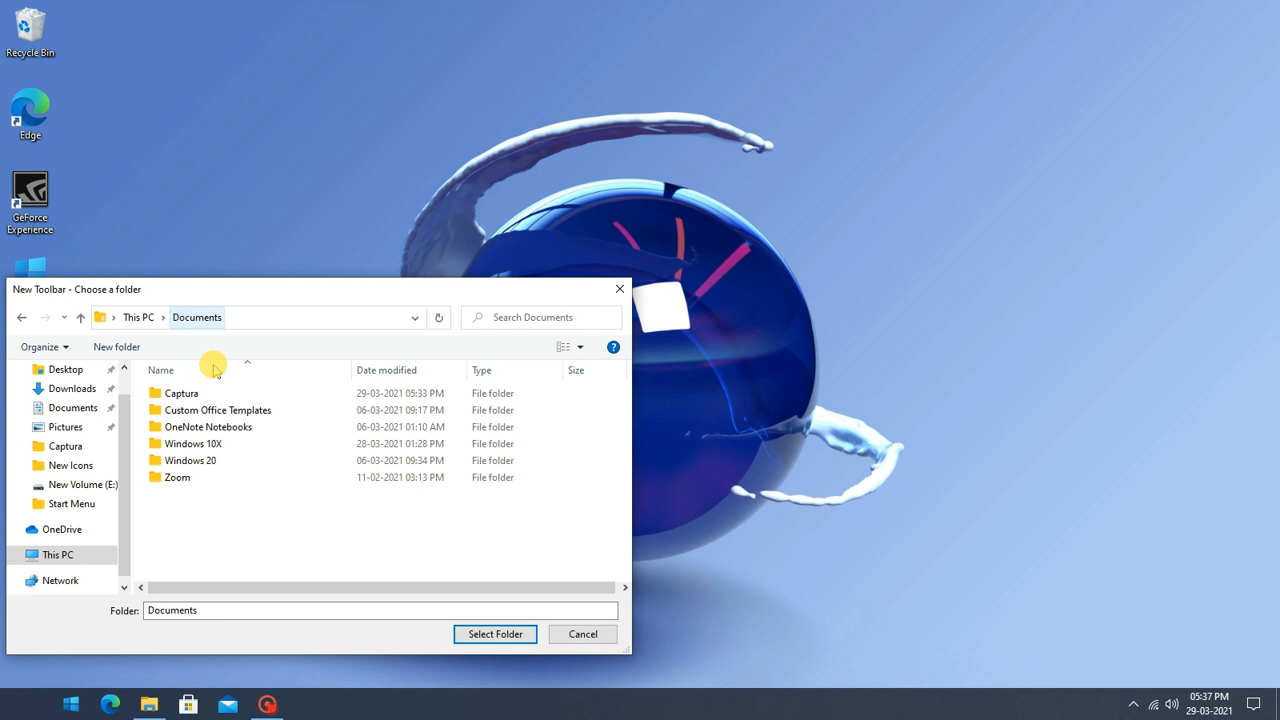 Recycle Bin
Edge
GeForce
Experience
New Toolbar - Choose a folder
This PC
Documents
Search Documents
Organize
New folder
Name
Date modified
Type
Size
Desktop
Downloads
Documents
Pictures
Captura
New Icons
New Volume (E:)
Start Menu
OneDrive
This PC
Network
Captura 29-03-2021 05:33 PM File folder
Custom Office Templates 06-03-2021 09:17 PM File folder
OneNote Notebooks 06-03-2021 01:10 AM File folder
Windows 10X 28-03-2021 01:28 PM File folder
Windows 20 06-03-2021 09:34 PM File folder
Zoom 11-02-2021 03:13 PM File folder
Folder: Documents
Select Folder
Cancel
05:37 PM
29-03-2021